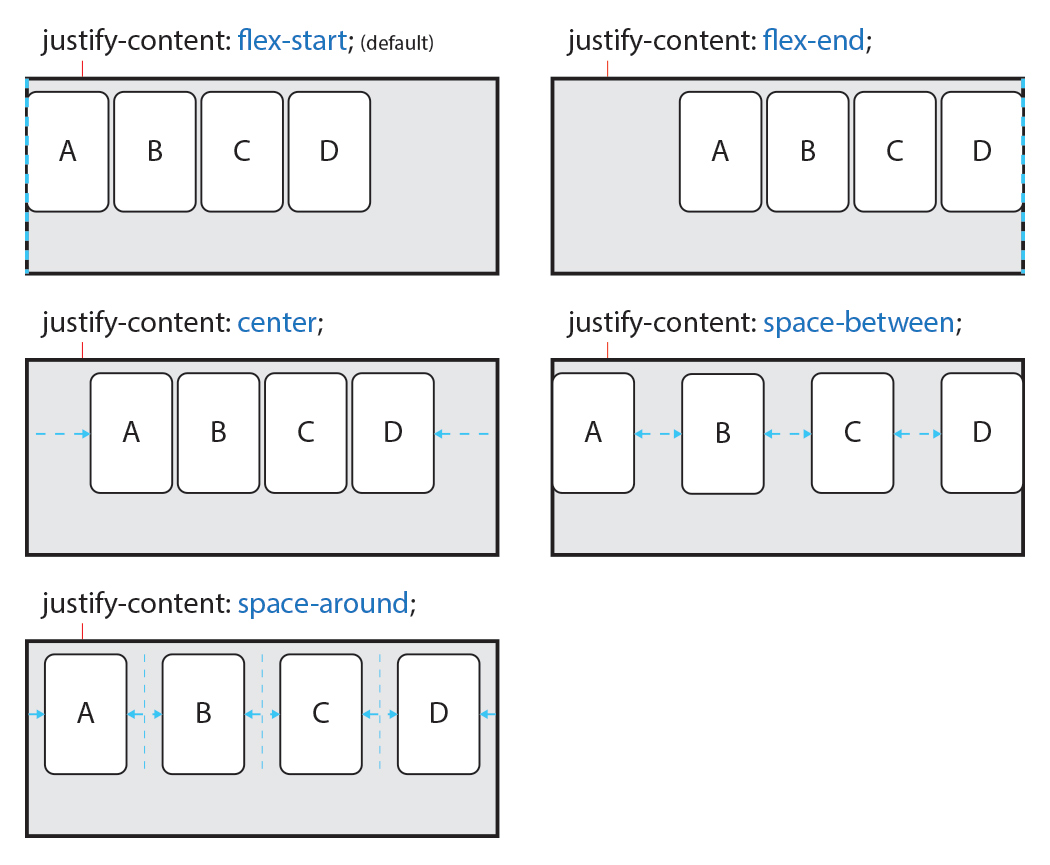 justify-content: flex-start; (default)
A B C D
justify-content: flex-end;
A B C D
justify-content: center;
A B C D
justify-content: space-between;
A B C D
justify-content: space-around;
A B C D